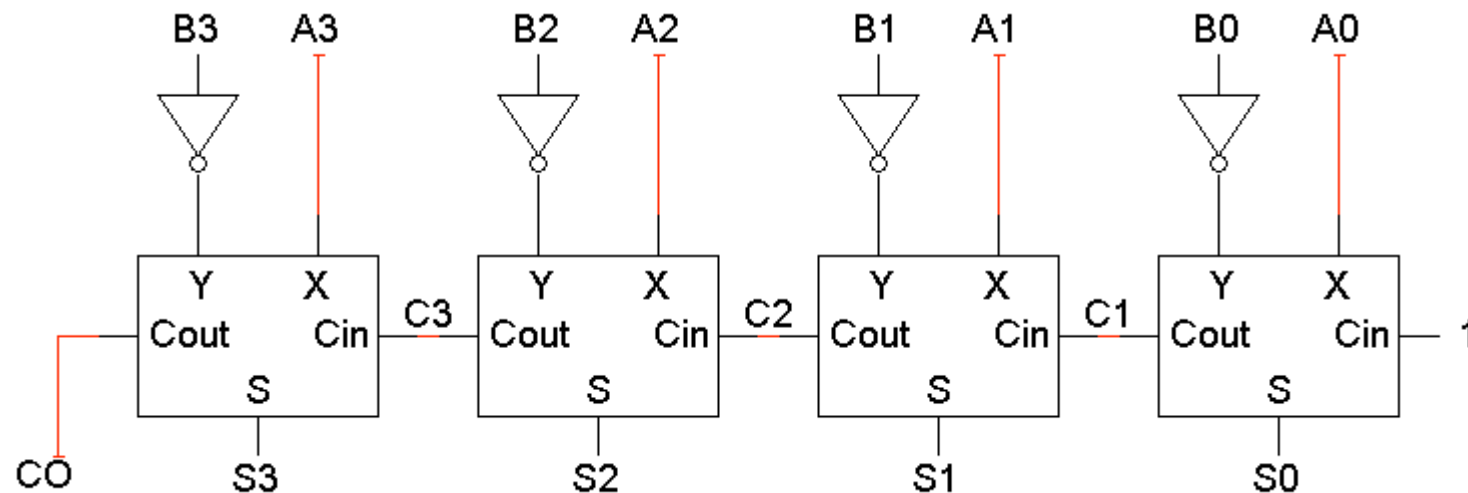 B3 A3 B2 A2 B1 A1 B0 A0
Y X Y X Y X Y X
Cout Cin C3 Cout Cin C2 Cout Cin C1 Cout Cin 1
S S S S
CO S3 S2 S1 S0